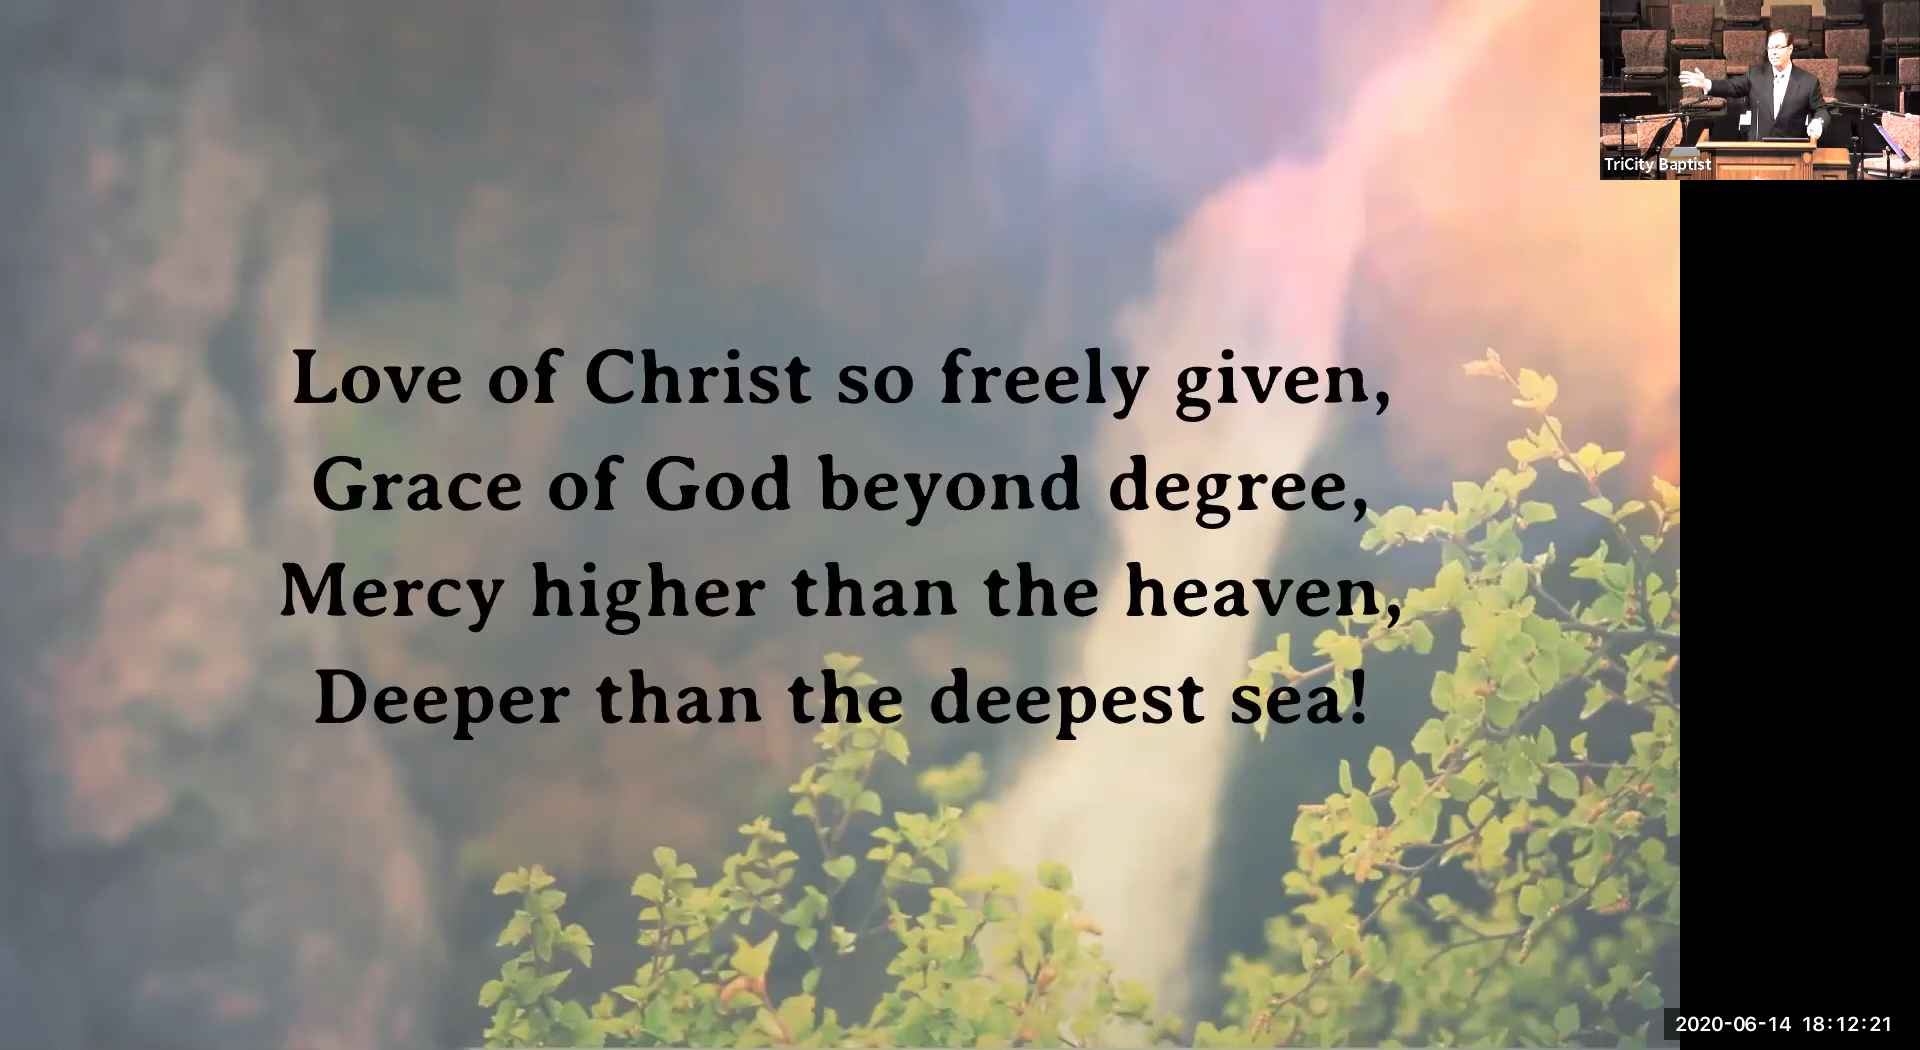 Love of Christ so freely given,
Grace of God beyond degree,
Mercy higher than the heaven,
Deeper than the deepest sea!
TriCity Baptist
2020-06-14 18:12:21